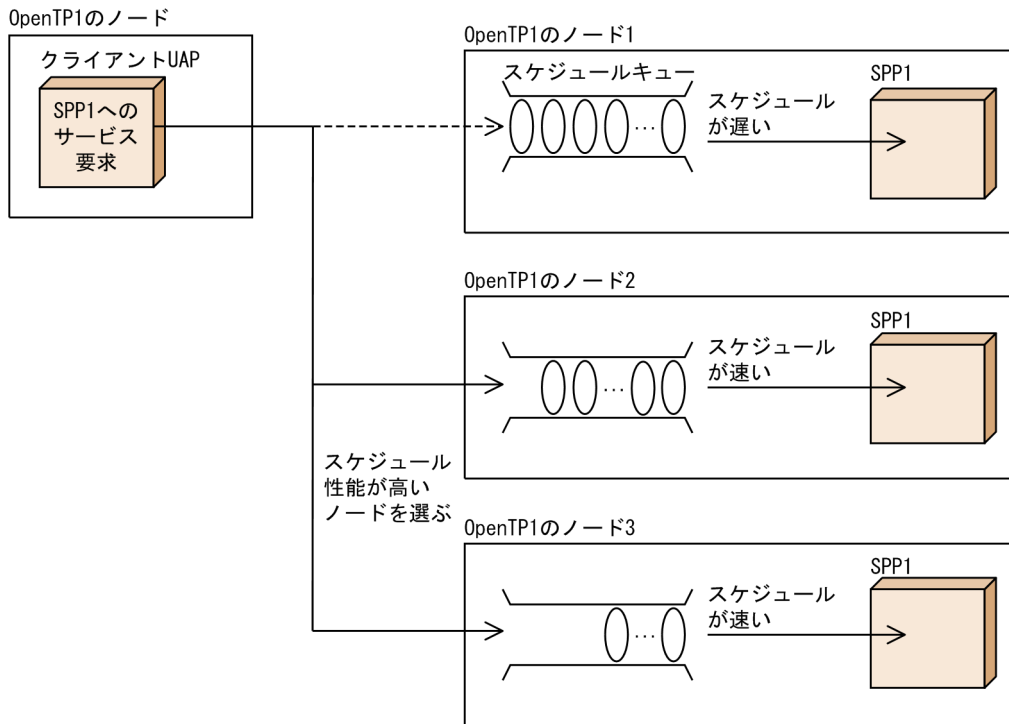 OpenTP1のノード
クライアントUAP
SPP1への
サービス
要求
OpenTP1のノード1
スケジュールキュー
スケジュール
が遅い
SPP1
OpenTP1のノード2
スケジュール
が速い
SPP1
スケジュール
性能が高い
ノードを選ぶ
OpenTP1のノード3
スケジュール
が速い
SPP1